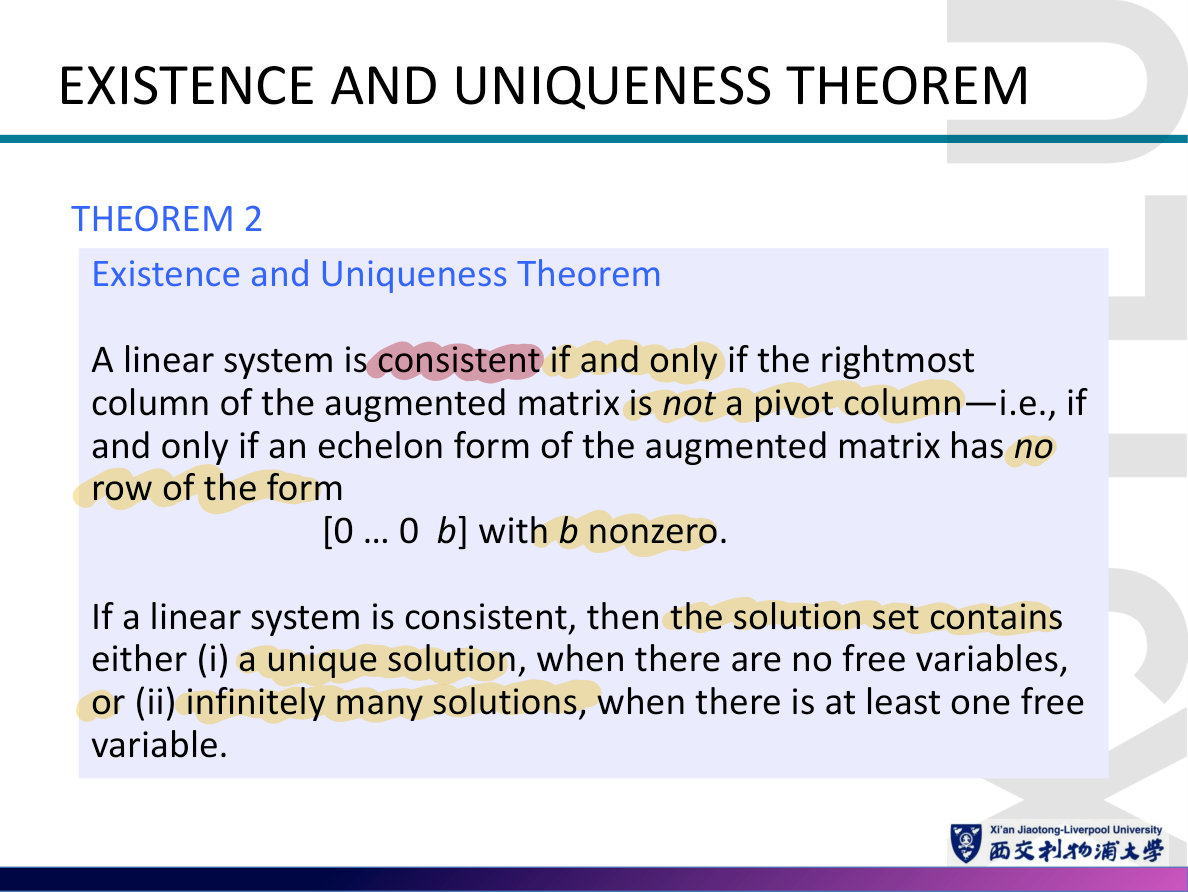 EXISTENCE AND UNIQUENESS THEOREM
THEOREM 2
Existence and Uniqueness Theorem
A linear system is consistent if and only if the rightmost
column of the augmented matrix is not a pivot column—i.e., if
and only if an echelon form of the augmented matrix has no
row of the form
[0 … 0 b] with b nonzero.
If a linear system is consistent, then the solution set contains
either (i) a unique solution, when there are no free variables,
or (ii) infinitely many solutions, when there is at least one free
variable.
Xi'an Jiaotong-Liverpool University
西交利物浦大学
XJTLU